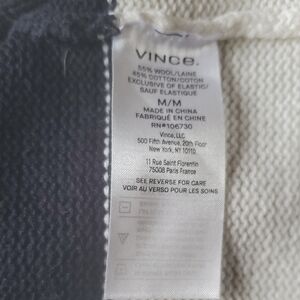 VINCE.
55% WOOL/LAINE
45% COTTON/COTON
EXCLUSIVE OF ELASTIC/
SAUF ELASTIQUE
M/M
MADE IN CHINA
FABRIQUÉ EN CHINE
RN#106730
Vince, LLC
500 Fifth Avenue, 20th Floor
New York, NY 10110
11 Rue Saint Florentin
75008 Paris France
SEE REVERSE FOR CARE
VOIR AU VERSO POUR LES SOINS